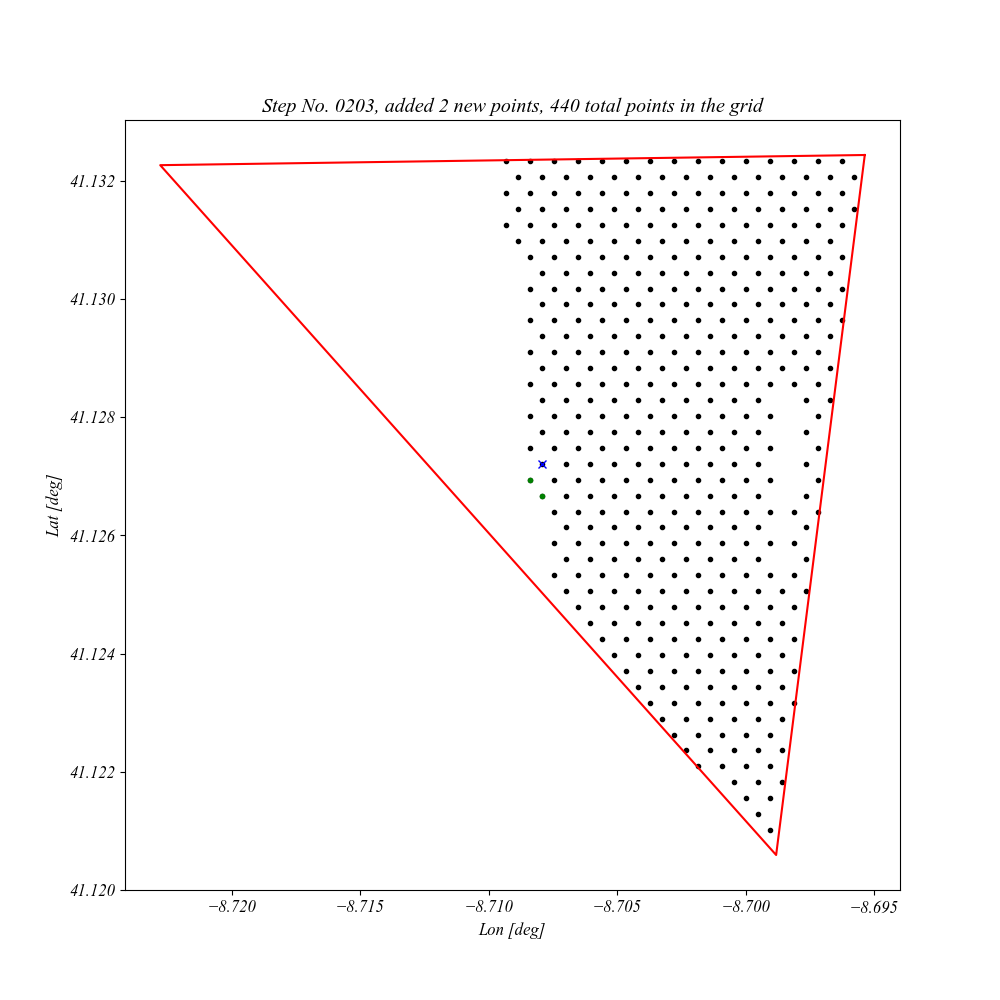 Step No. 0203, added 2 new points, 440 total points in the grid
41.132
41.130
41.128
41.126
41.124
41.122
41.120
Lat [deg]
−8.720 −8.715 −8.710 −8.705 −8.700 −8.695
Lon [deg]